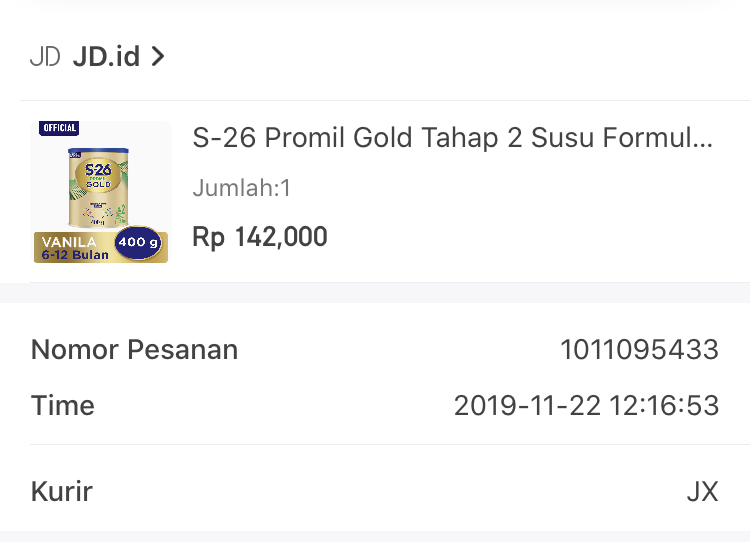 JD JD.id
OFFICIAL
S-26
GOLD
400g
VANILA
400 g
6-12 Bulan
S-26 Promil Gold Tahap 2 Susu Formul...
Jumlah:1
Rp 142,000
Nomor Pesanan 1011095433
Time 2019-11-22 12:16:53
Kurir JX